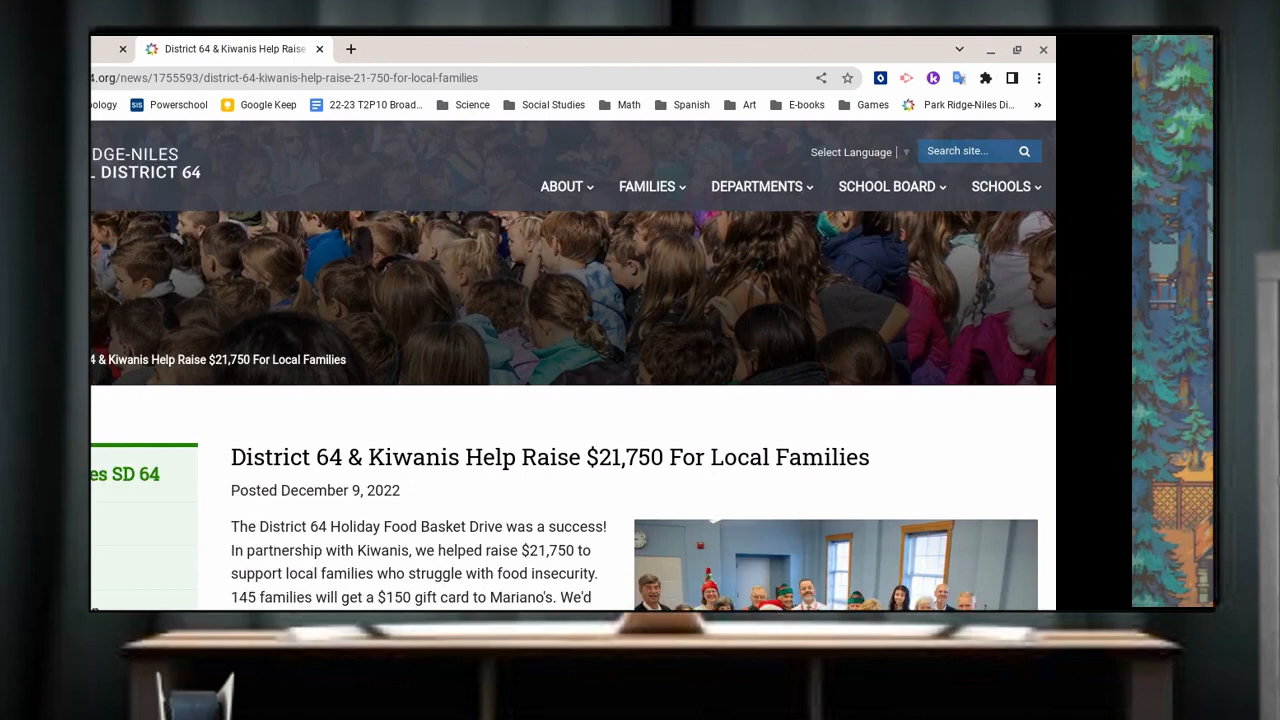 District 64 & Kiwanis Help Raise
4.org/news/1755593/district-64-kiwanis-help-raise-21-750-for-local-families
ology SIS Powerschool Google Keep 22-23 T2P10 Broad... Science Social Studies Math Spanish Art E-books Games Park Ridge-Niles Di... »
DGE-NILES
L DISTRICT 64
Select Language Search site...
ABOUT FAMILIES DEPARTMENTS SCHOOL BOARD SCHOOLS
4 & Kiwanis Help Raise $21,750 For Local Families
es SD 64
District 64 & Kiwanis Help Raise $21,750 For Local Families
Posted December 9, 2022
The District 64 Holiday Food Basket Drive was a success!
In partnership with Kiwanis, we helped raise $21,750 to
support local families who struggle with food insecurity.
145 families will get a $150 gift card to Mariano's. We'd